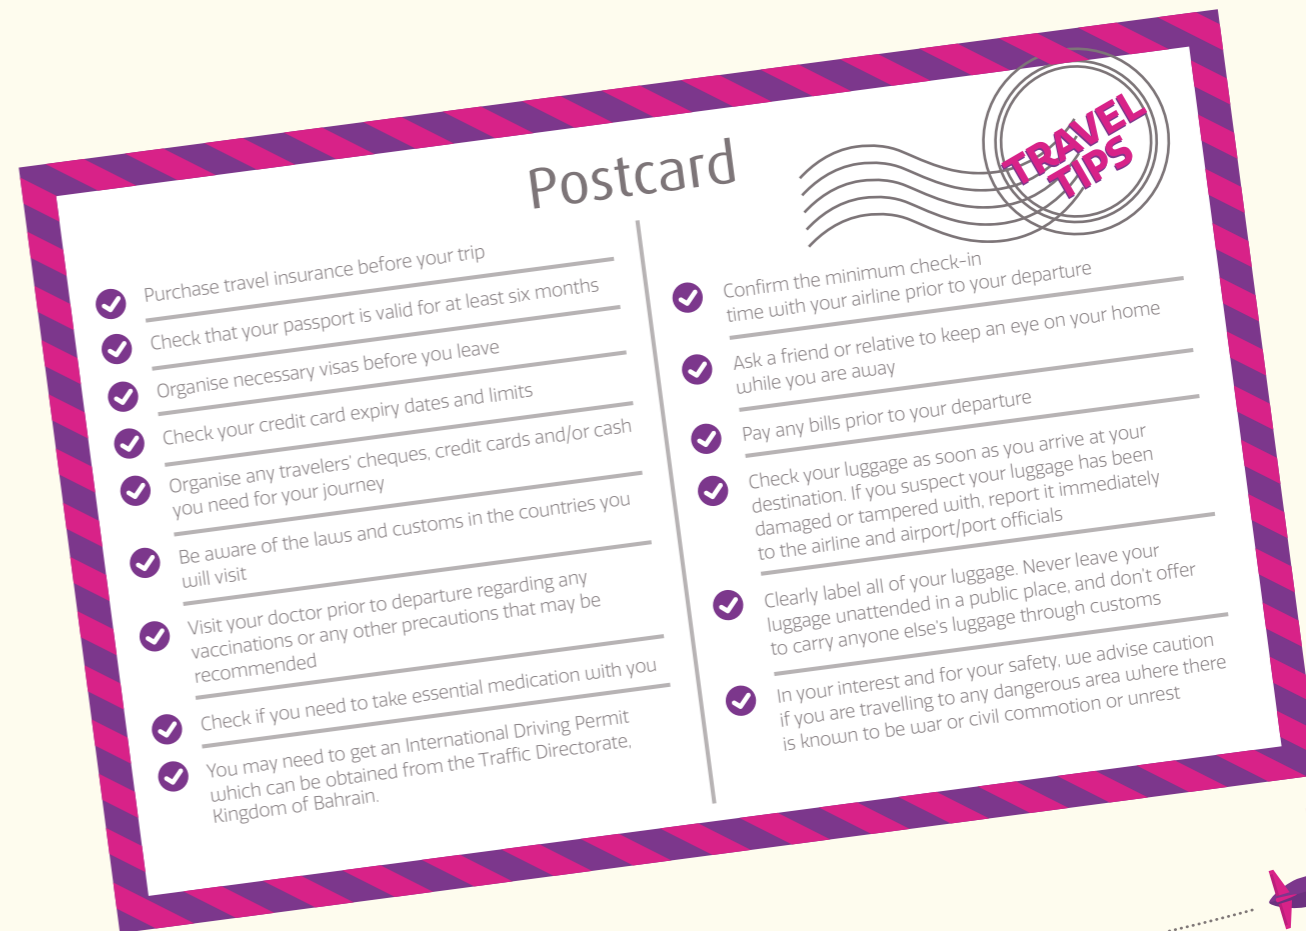 Postcard
TRAVEL
TIPS
Purchase travel insurance before your trip
Check that your passport is valid for at least six months
Organise necessary visas before you leave
Check your credit card expiry dates and limits
Organise any travelers' cheques, credit cards and/or cash
you need for your journey
Be aware of the laws and customs in the countries you
will visit
Visit your doctor prior to departure regarding any
vaccinations or any other precautions that may be
recommended
Check if you need to take essential medication with you
You may need to get an International Driving Permit
which can be obtained from the Traffic Directorate,
Kingdom of Bahrain.
Confirm the minimum check-in
time with your airline prior to your departure
Ask a friend or relative to keep an eye on your home
while you are away
Pay any bills prior to your departure
Check your luggage as soon as you arrive at your
destination. If you suspect your luggage has been
damaged or tampered with, report it immediately
to the airline and airport/port officials
Clearly label all of your luggage. Never leave your
luggage unattended in a public place, and don't offer
to carry anyone else's luggage through customs
In your interest and for your safety, we advise caution
if you are travelling to any dangerous area where there
is known to be war or civil commotion or unrest